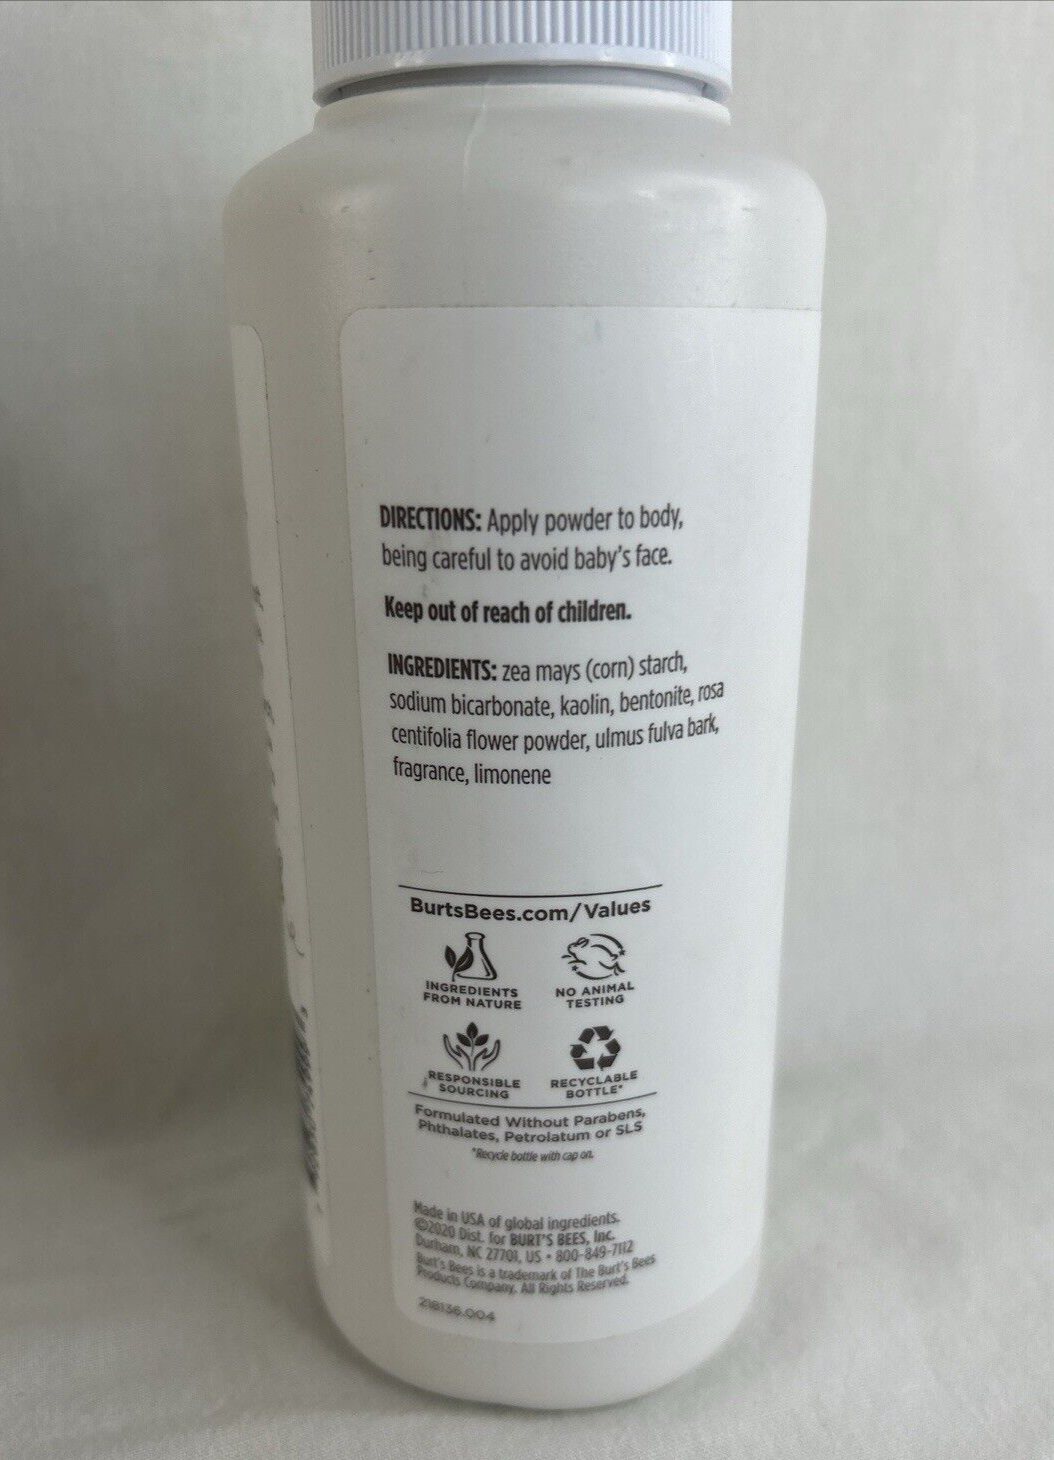 DIRECTIONS: Apply powder to body,
being careful to avoid baby's face.
Keep out of reach of children.
INGREDIENTS: zea mays (corn) starch,
sodium bicarbonate, kaolin, bentonite, rosa
centifolia flower powder, ulmus fulva bark,
fragrance, limonene
BurtsBees.com/Values
INGREDIENTS
FROM NATURE
NO ANIMAL
TESTING
RESPONSIBLE
SOURCING
RECYCLABLE
BOTTLE*
Formulated Without Parabens,
Phthalates, Petrolatum or SLS
*Recycle bottle with cap on.
Made in USA of global ingredients.
©2020 Dist. for BURT'S BEES, Inc.
Durham, NC 27701, US • 800-849-7112
Burt's Bees is a trademark of The Burt's Bees
Products Company. All Rights Reserved.
218136.004